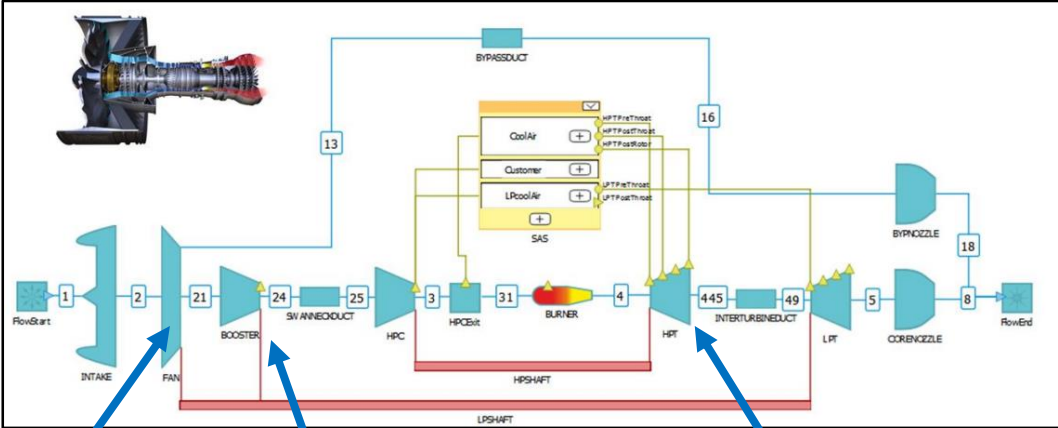 BYPASSDUCT
13
16
HPTPreThroat
HPTPostThroat
HPTPostRotor
CoolAir
Customer
LPcoolAir
LPTPreThroat
LPTPostThroat
SAS
BYPNOZZLE
18
FlowStart
1
2
21
24
25
3
31
4
445
49
5
8
FlowEnd
INTAKE
FAN
BOOSTER
SWANNECKDUCT
HPC
HPCExit
BURNER
HPT
INTERTURBINEDUCT
LPT
CORENOZZLE
HPSHAFT
LPSHAFT